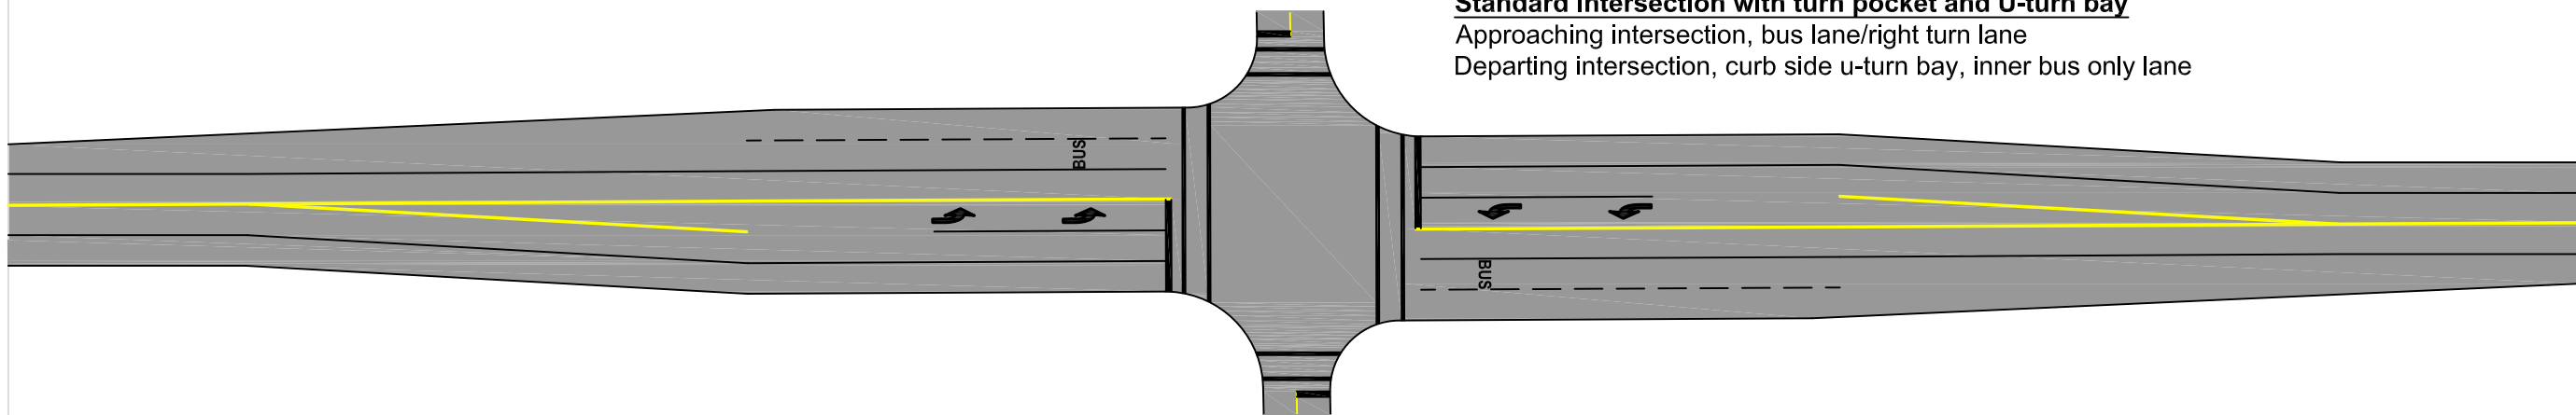 Standard intersection with turn pocket and U-turn bay
Approaching intersection, bus lane/right turn lane
Departing intersection, curb side u-turn bay, inner bus only lane
BUS
BUS